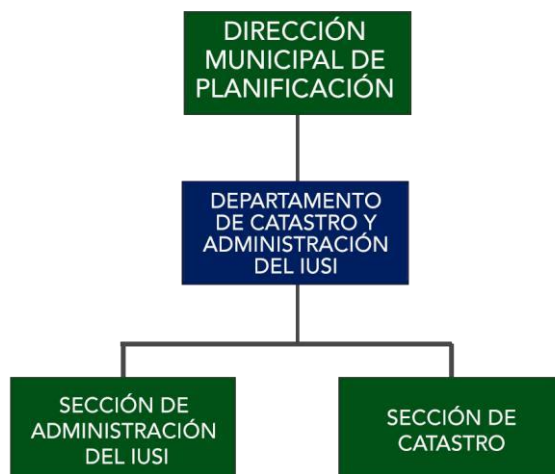 DIRECCIÓN
MUNICIPAL DE
PLANIFICACIÓN
DEPARTAMENTO
DE CATASTRO Y
ADMINISTRACIÓN
DEL IUSI
SECCIÓN DE
ADMINISTRACIÓN
DEL IUSI
SECCIÓN DE
CATASTRO